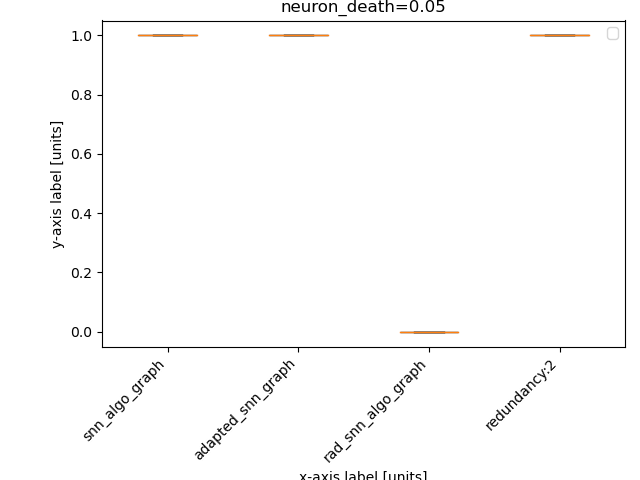 neuron_death=0.05
y-axis label [units]
1.0
0.8
0.6
0.4
0.2
0.0
snn_algo_graph
adapted_snn_graph
rad_snn_algo_graph
redundancy:2
x-axis label [units]